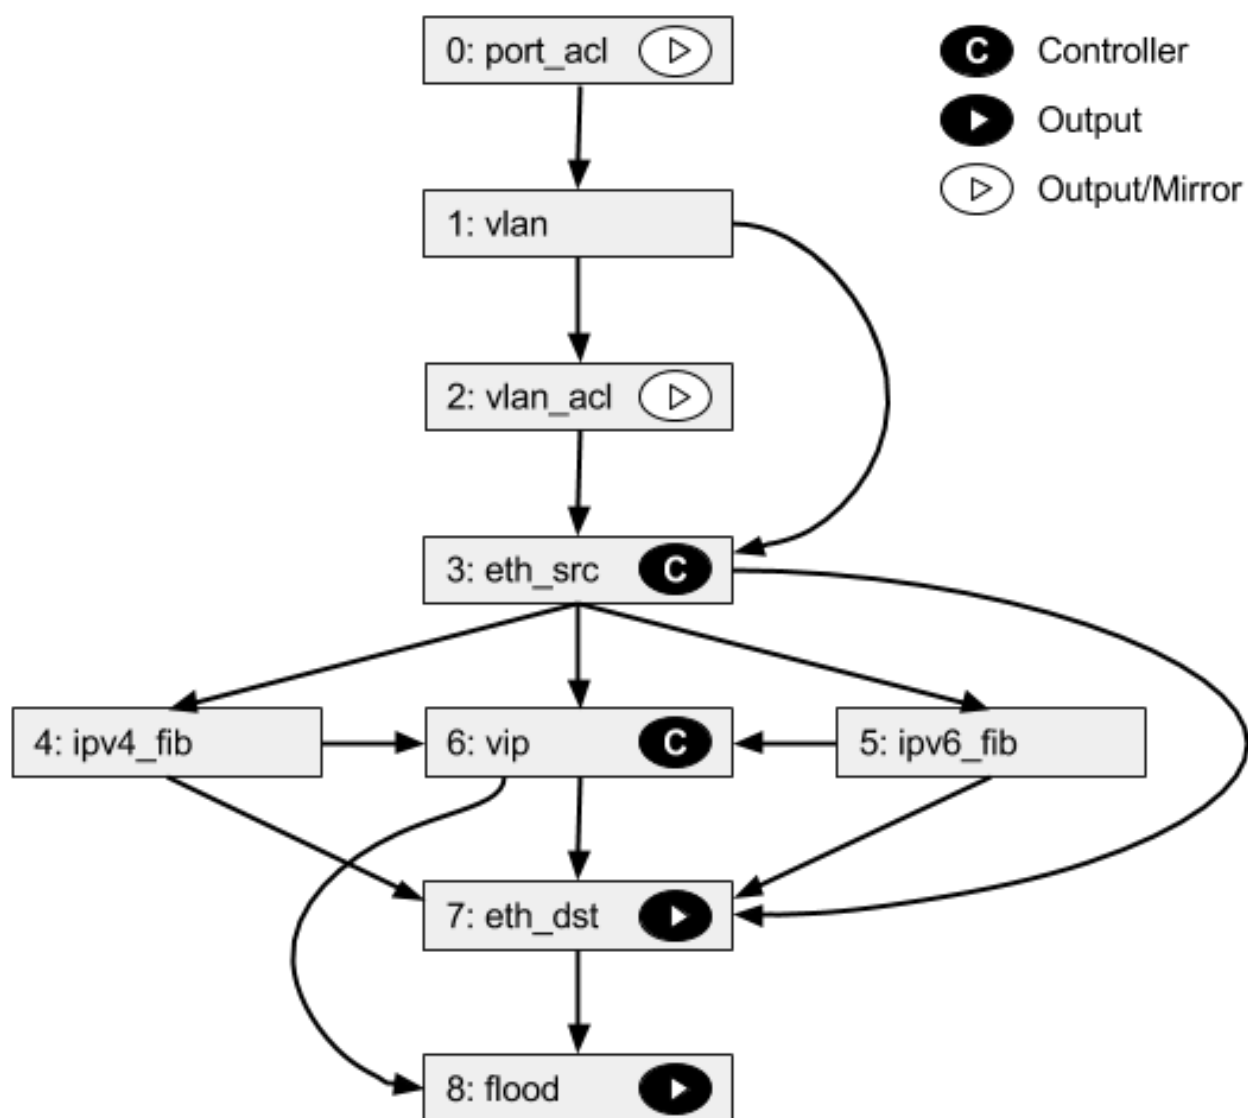 0: port_acl
C Controller
Output
Output/Mirror
1: vlan
2: vlan_acl
3: eth_src C
4: ipv4_fib
6: vip C
5: ipv6_fib
7: eth_dst
8: flood